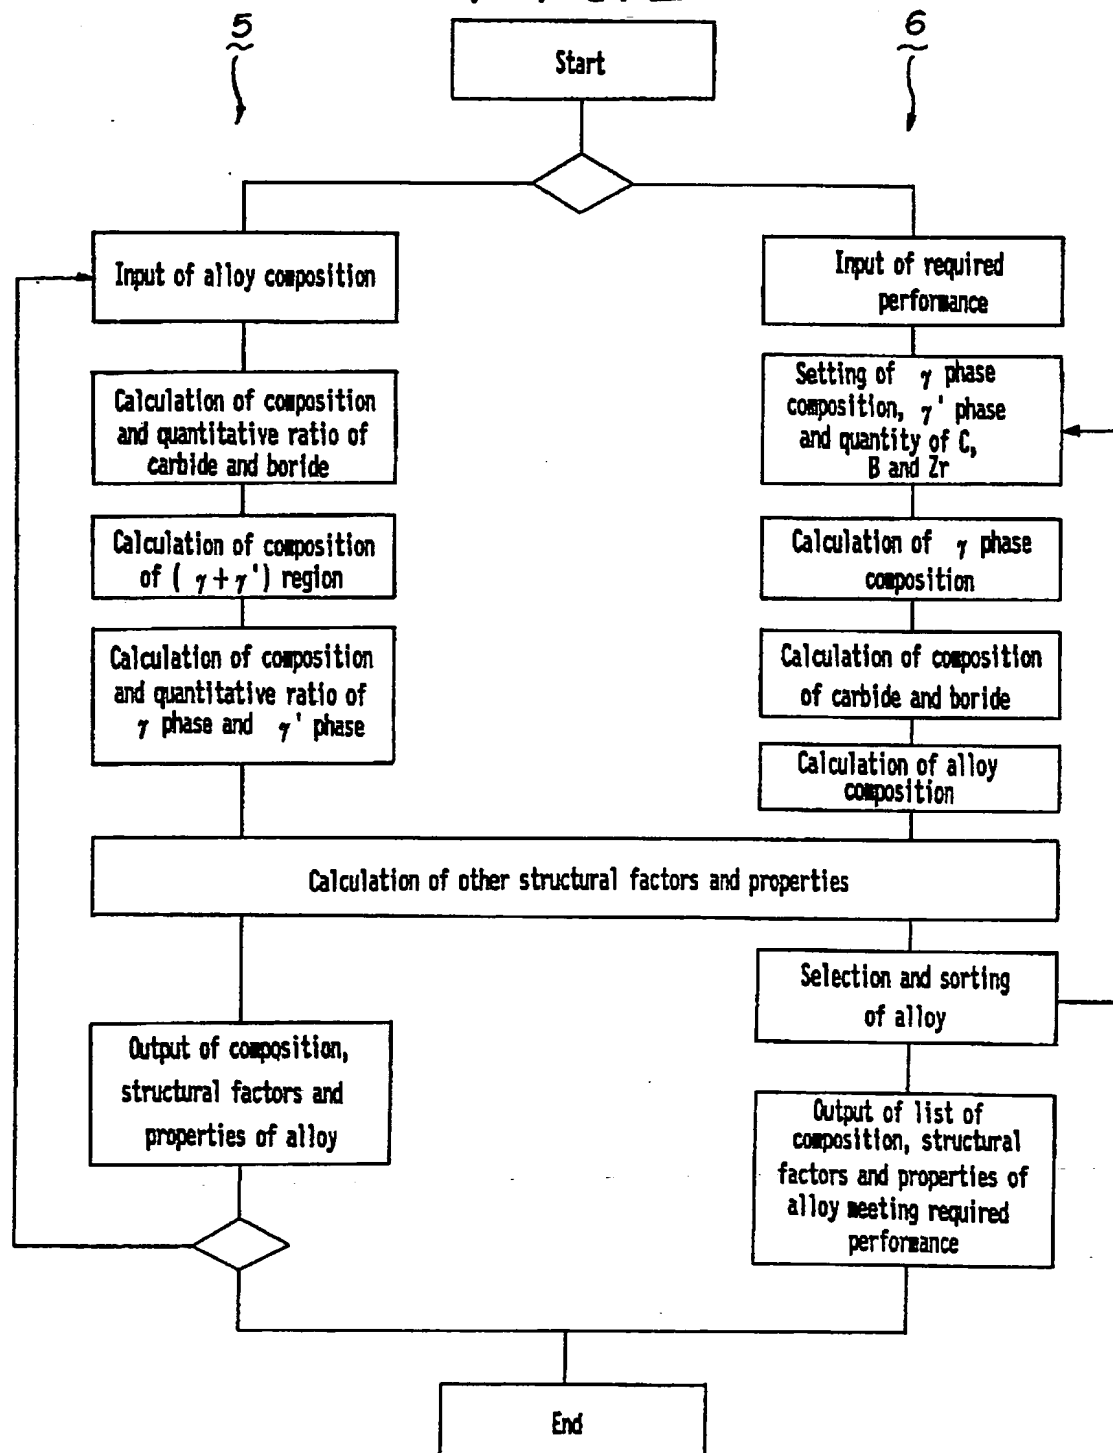 5
6
Start
Input of alloy composition
Input of required
performance
Calculation of composition
and quantitative ratio of
carbide and boride
Setting of γ phase
composition, γ' phase
and quantity of C,
B and Zr
Calculation of composition
of ( γ + γ' ) region
Calculation of γ phase
composition
Calculation of composition
and quantitative ratio of
γ phase and γ' phase
Calculation of composition
of carbide and boride
Calculation of alloy
composition
Calculation of other structural factors and properties
Selection and sorting
of alloy
Output of composition,
structural factors and
properties of alloy
Output of list of
composition, structural
factors and properties of
alloy meeting required
performance
End